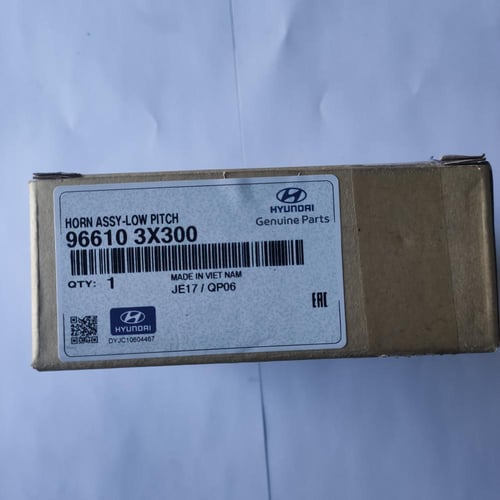 HORN ASSY-LOW PITCH
96610 3X300
HYUNDAI
Genuine Parts
QTY: 1
MADE IN VIET NAM
JE17 / QP06
HYUNDAI
DYJC10604467
EAC